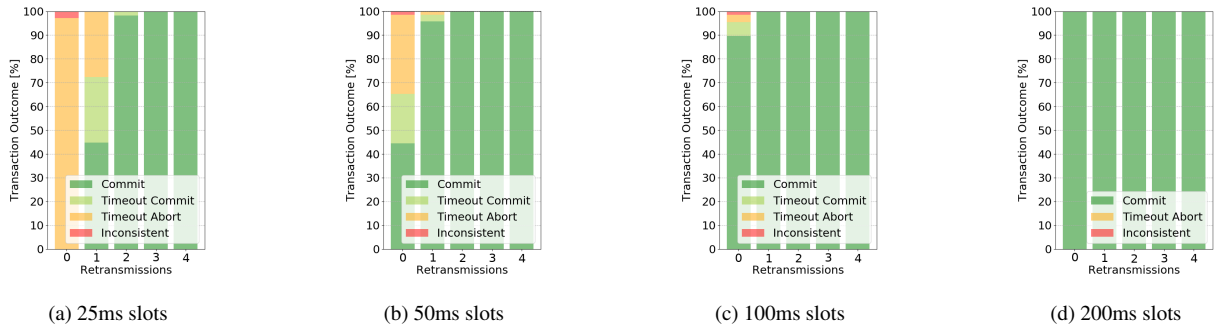 Transaction Outcome [%]
100
90
80
70
60
50
40
30
20
10
0
Commit
Timeout Commit
Timeout Abort
Inconsistent
0 1 2 3 4
Retransmissions
(a) 25ms slots
Transaction Outcome [%]
100
90
80
70
60
50
40
30
20
10
0
Commit
Timeout Commit
Timeout Abort
Inconsistent
0 1 2 3 4
Retransmissions
(b) 50ms slots
Transaction Outcome [%]
100
90
80
70
60
50
40
30
20
10
0
Commit
Timeout Commit
Timeout Abort
Inconsistent
0 1 2 3 4
Retransmissions
(c) 100ms slots
Transaction Outcome [%]
100
90
80
70
60
50
40
30
20
10
0
Commit
Timeout Abort
Inconsistent
0 1 2 3 4
Retransmissions
(d) 200ms slots